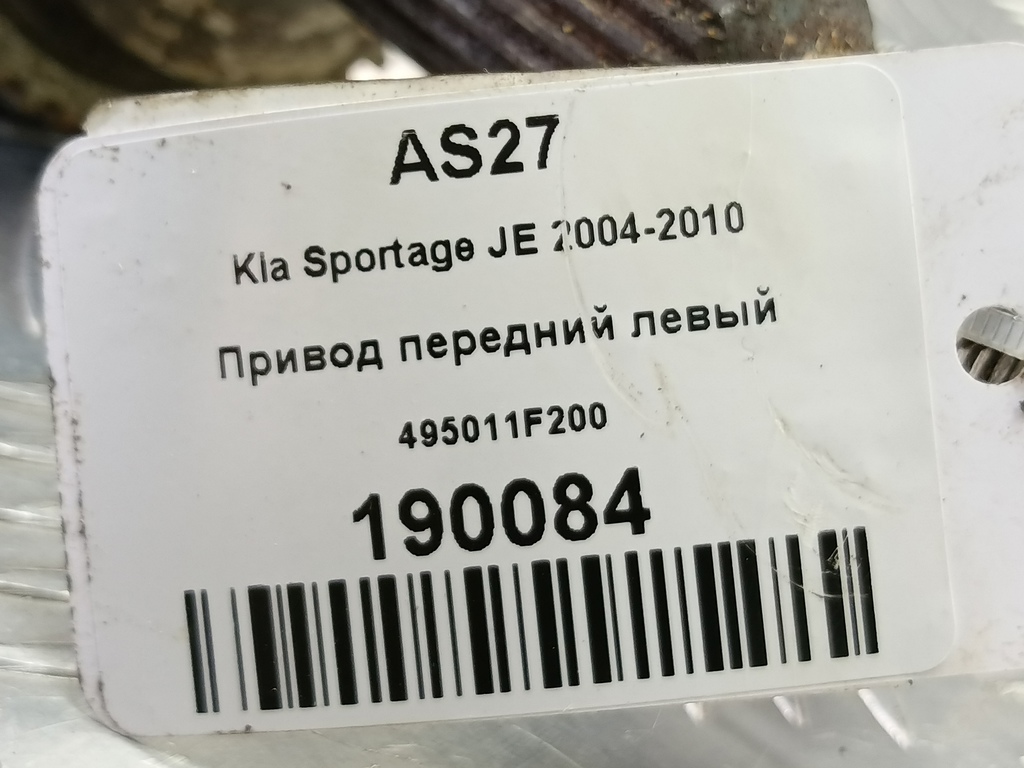 AS27
Kia Sportage JE 2004-2010
Привод передний левый
495011F200
190084